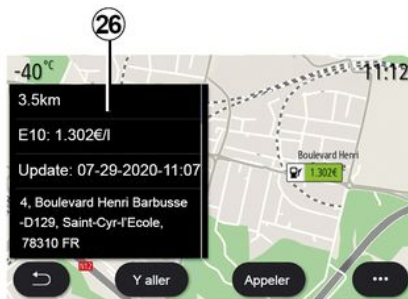 26
-40°C
11:12
3.5km
E10: 1.302€/l
Update: 07-29-2020-11:07
4, Boulevard Henri Barbusse
-D129, Saint-Cyr-l'Ecole,
78310 FR
Boulevard Henri
1.302€
N12
Y aller
Appeler
...